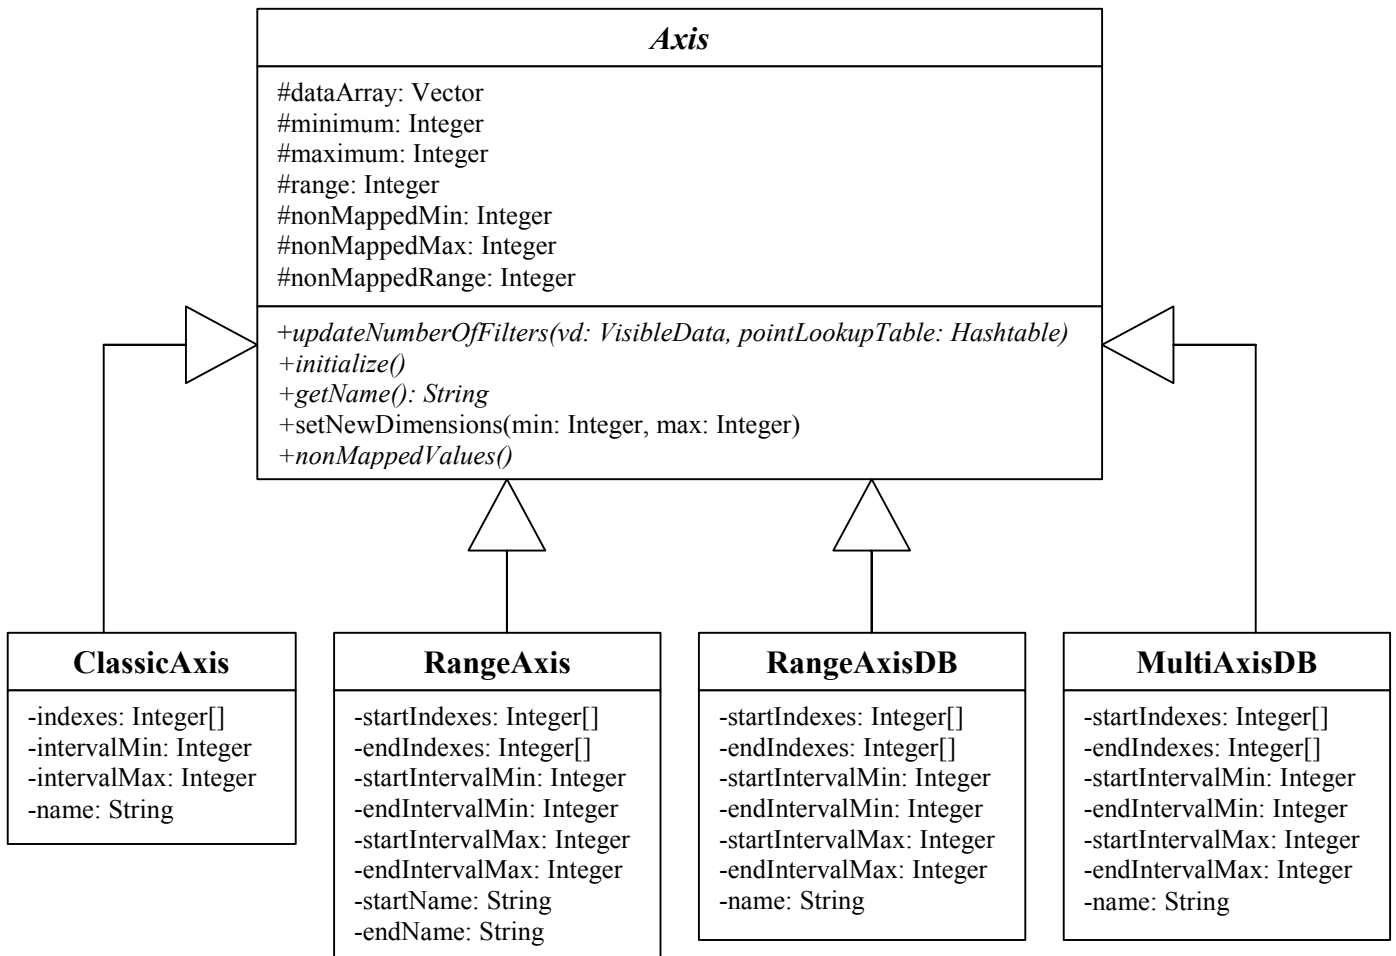 Axis
#dataArray: Vector
#minimum: Integer
#maximum: Integer
#range: Integer
#nonMappedMin: Integer
#nonMappedMax: Integer
#nonMappedRange: Integer
+updateNumberOfFilters(vd: VisibleData, pointLookupTable: Hashtable)
+initialize()
+getName(): String
+setNewDimensions(min: Integer, max: Integer)
+nonMappedValues()
ClassicAxis
-indexes: Integer[]
-intervalMin: Integer
-intervalMax: Integer
-name: String
RangeAxis
-startIndexes: Integer[]
-endIndexes: Integer[]
-startIntervalMin: Integer
-endIntervalMin: Integer
-startIntervalMax: Integer
-endIntervalMax: Integer
-startName: String
-endName: String
RangeAxisDB
-startIndexes: Integer[]
-endIndexes: Integer[]
-startIntervalMin: Integer
-endIntervalMin: Integer
-startIntervalMax: Integer
-endIntervalMax: Integer
-name: String
MultiAxisDB
-startIndexes: Integer[]
-endIndexes: Integer[]
-startIntervalMin: Integer
-endIntervalMin: Integer
-startIntervalMax: Integer
-endIntervalMax: Integer
-name: String